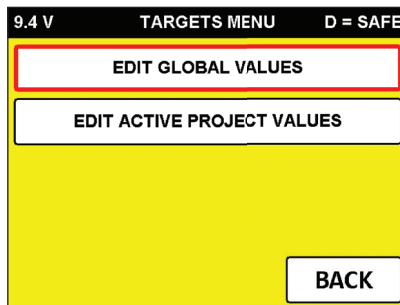 9.4 V TARGETS MENU D = SAFE
EDIT GLOBAL VALUES
EDIT ACTIVE PROJECT VALUES
BACK